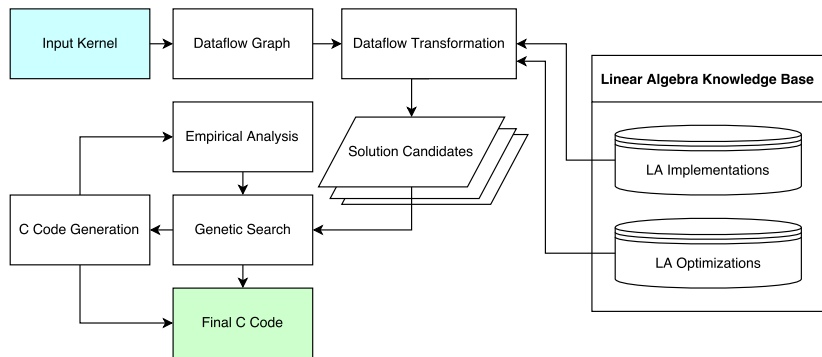 Input Kernel
Dataflow Graph
Dataflow Transformation
Linear Algebra Knowledge Base
Empirical Analysis
Solution Candidates
LA Implementations
C Code Generation
Genetic Search
LA Optimizations
Final C Code